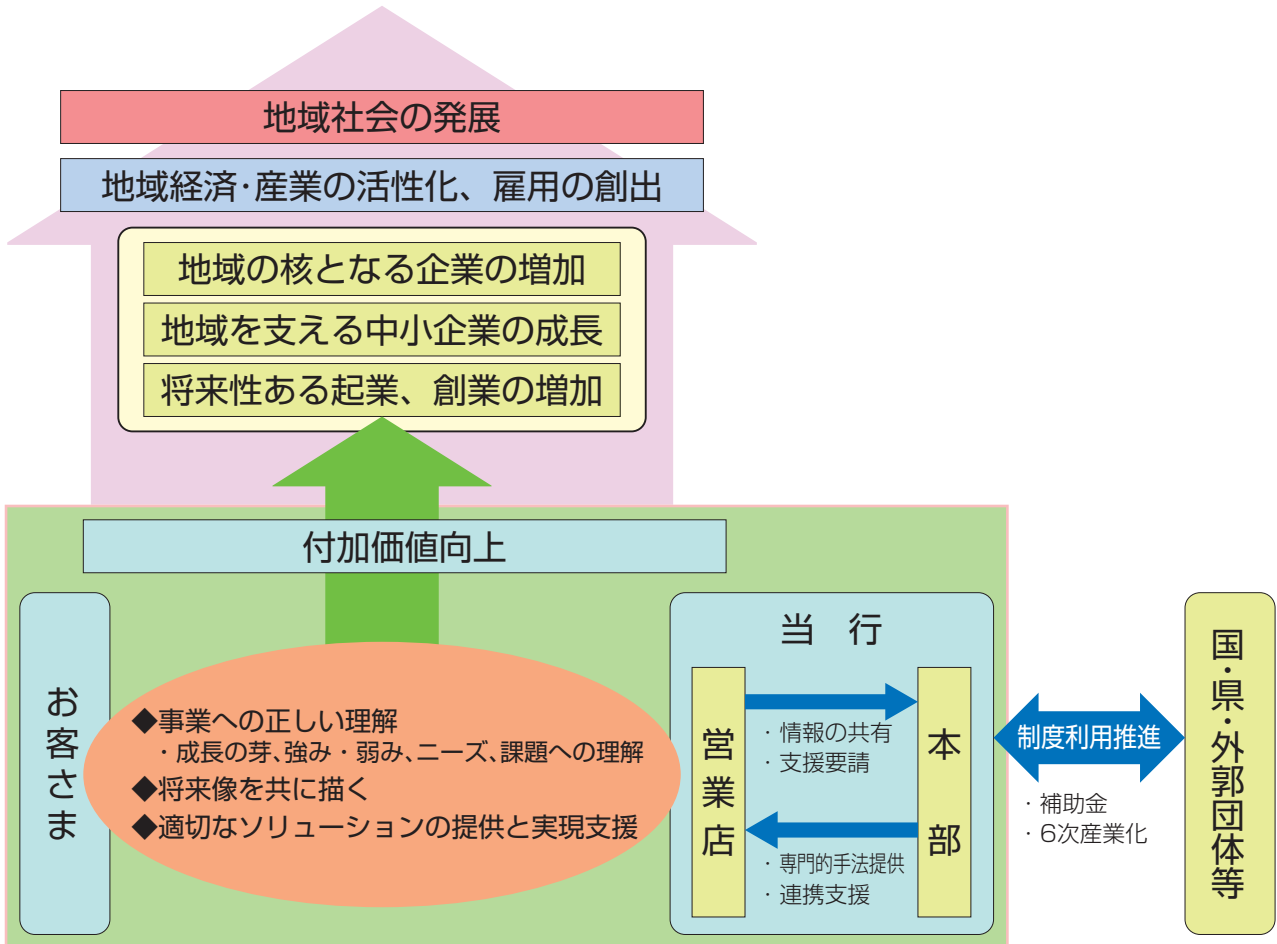 地域社会の発展
地域経済・産業の活性化、雇用の創出
地域の核となる企業の増加
地域を支える中小企業の成長
将来性ある起業、創業の増加
付加価値向上
お客さま
◆事業への正しい理解
・成長の芽、強み・弱み、ニーズ、課題への理解
◆将来像を共に描く
◆適切なソリューションの提供と実現支援
当 行
営業店
・情報の共有
・支援要請
・専門的手法提供
・連携支援
本部
制度利用推進
・補助金
・6次産業化
国・県・外郭団体等